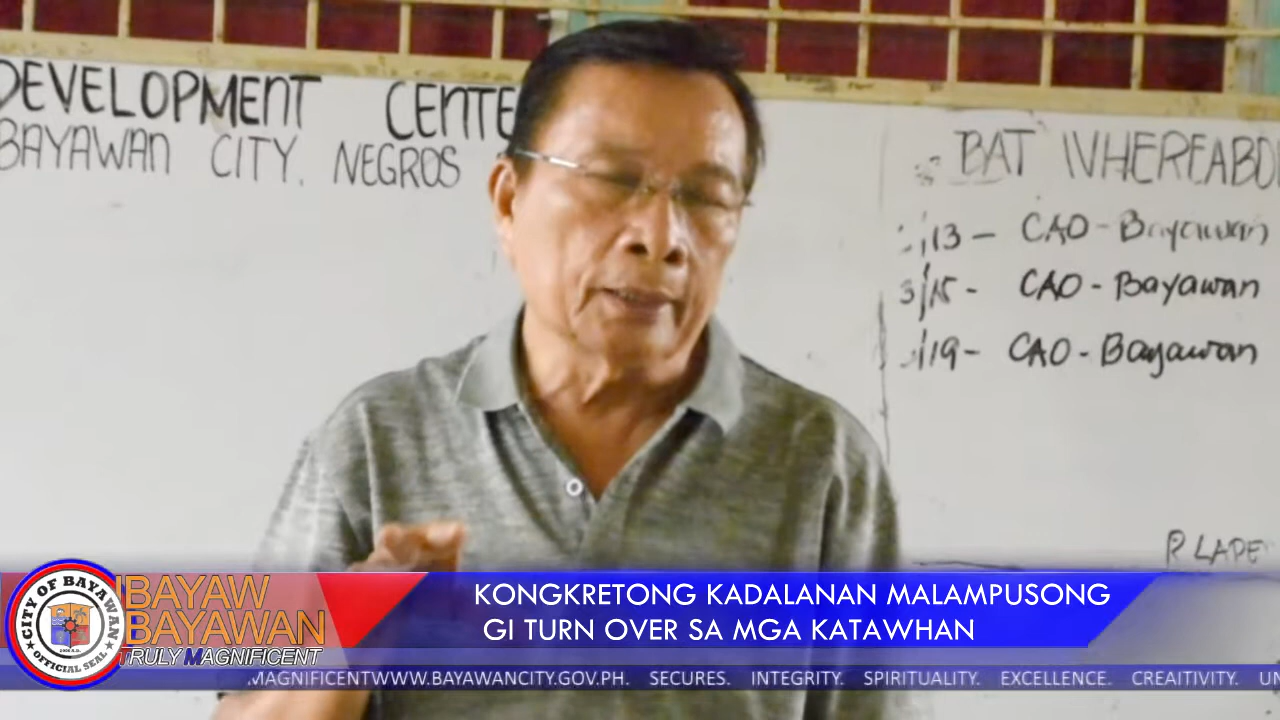 DEVELOPMENT CENTE
BAYAWAN CITY. NEGROS
BAT WHEREABO
13 - CAO - Bayawan
3/15 - CAO - Bayawan
/19 - CAO - Bayawan
P LAPE
CITY OF BAYAWAN
OFFICIAL SEAL
BAYAW
BAYAWAN
TRULY MAGNIFICENT
KONGKRETONG KADALANAN MALAMPUSONG
GI TURN OVER SA MGA KATAWHAN
MAGNIFICENTWWW.BAYAWANCITY.GOV.PH. SECURES. INTEGRITY. SPIRITUALITY. EXCELLENCE. CREAITIVITY. UN